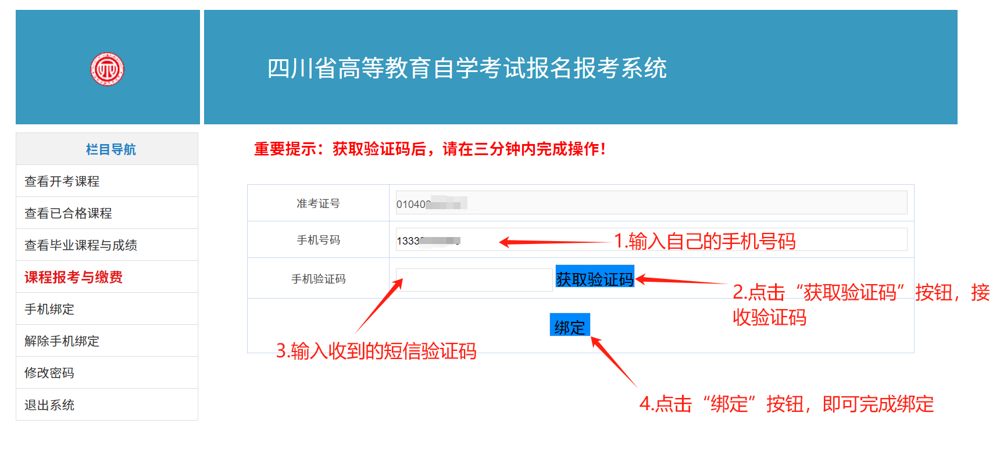 四川省高等教育自学考试报名报考系统
栏目导航
查看开考课程
查看已合格课程
查看毕业课程与成绩
课程报考与缴费
手机绑定
解除手机绑定
修改密码
退出系统
重要提示：获取验证码后，请在三分钟内完成操作！
准考证号
01040
手机号码
1333
1.输入自己的手机号码
手机验证码
获取验证码
2.点击“获取验证码”按钮，接
收验证码
绑定
3.输入收到的短信验证码
4.点击“绑定”按钮，即可完成绑定